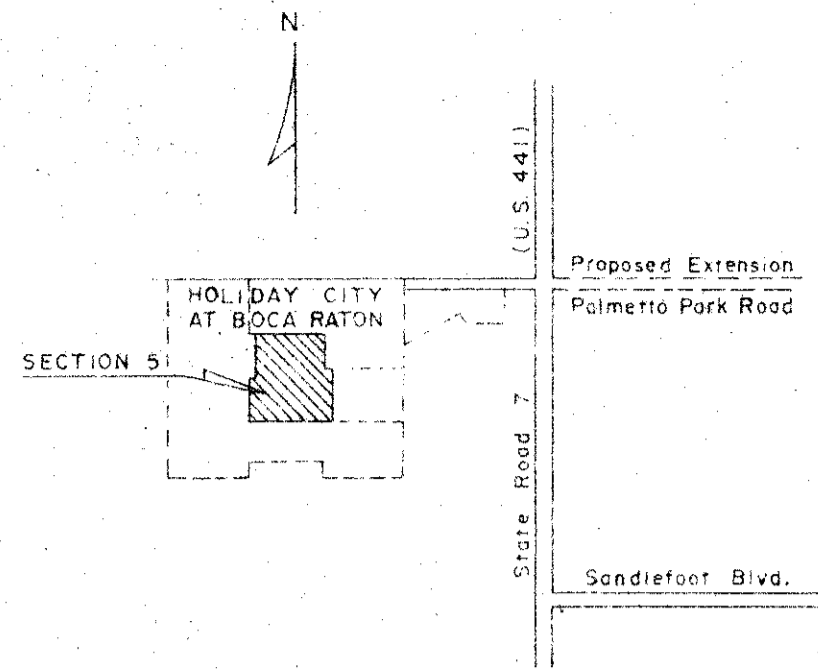 N
(U.S. 441)
Proposed Extension
Palmetto Park Road
HOLIDAY CITY
AT BOCA RATON
SECTION 5
State Road 7
Sandlefoot Blvd.